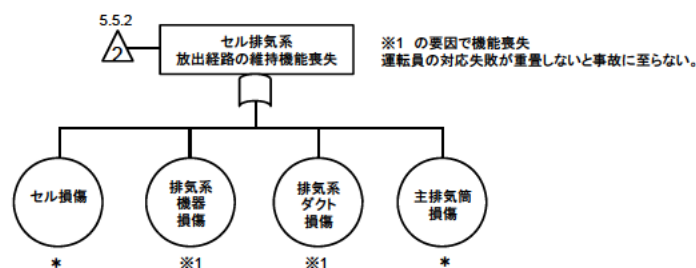 5.5.2
2
セル排気系
放出経路の維持機能喪失
※1 の要因で機能喪失
運転員の対応失敗が重畳しないと事故に至らない。
セル損傷
排気系
機器
損傷
排気系
ダクト
損傷
主排気筒
損傷
*
※1
※1
*